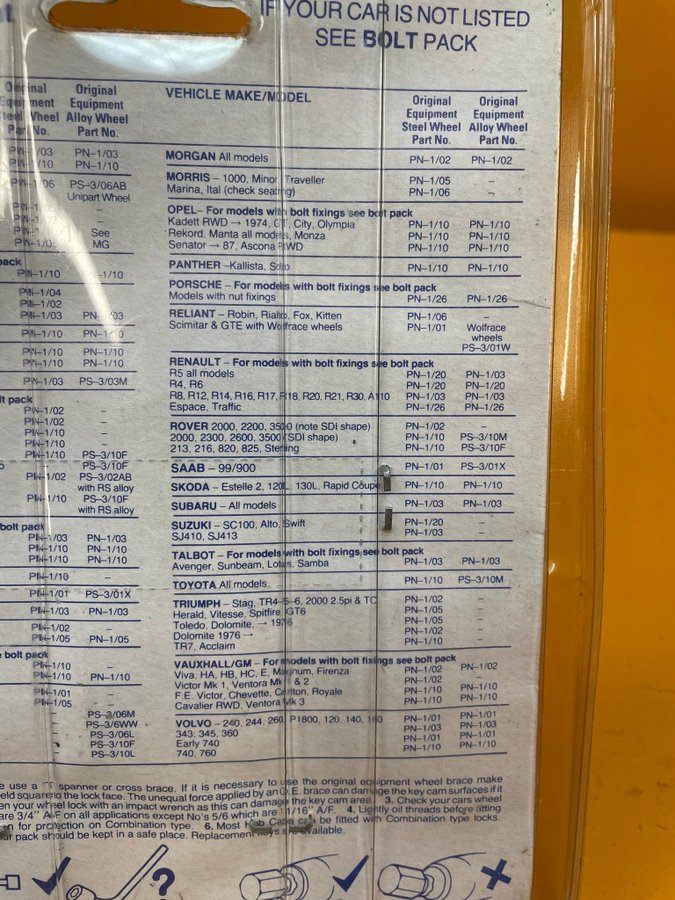 IF YOUR CAR IS NOT LISTED
SEE BOLT PACK
Original Equipment Steel Wheel Part No.
Original Equipment Alloy Wheel Part No.
/03 PN–1/03
/10 PN–1/10
/06 PS–3/06AB
Unipart Wheel
See
MG
pack
PN–1/10 –1/10
PN–1/04
PN–1/02
PN–1/03 PN– /03
PN–1/10 PN–1/10
PN–1/10 PN–1/10
PN–1/10 PN–1/10
PN–1/03 PS–3/03M
lt pack
PN–1/02 –
PN–1/02 –
PN–1/10 –
PN–1/10 –
PN–1/10 PS–3/10F
PS–3/10F
PN–1/02 PS–3/02AB
with RS alloy
PN–1/10 PS–3/10F
with RS alloy
bolt pack
PN–1/03 PN–1/03
PN–1/10 PN–1/10
PN–1/10 PN–1/10
PN–1/10 –
PN–1/01 PS–3/01X
PN–1/03 PN–1/03
PN–1/02 –
PN–1/05 PN–1/05
e bolt pack
PN–1/10 –
PN–1/10 PN–1/10
PN–1/01 –
PN–1/05 –
– PS–3/06M
– PS–3/6WW
– PS–3/06L
– PS–3/10F
– PS–3/10L
VEHICLE MAKE/MODEL Original Equipment Steel Wheel Part No. Original Equipment Alloy Wheel Part No.
MORGAN All models PN–1/02 PN–1/02
MORRIS – 1000, Minor Traveller PN–1/05 –
Marina, Ital (check seating) PN–1/06 –
OPEL– For models with bolt fixings see bolt pack
Kadett RWD → 1974, GT, City, Olympia PN–1/10 PN–1/10
Rekord, Manta all models, Monza PN–1/10 PN–1/10
Senator → 87, Ascona RWD PN–1/10 PN–1/10
PANTHER –Kallista, Solo PN–1/10 PN–1/10
PORSCHE – For models with bolt fixings see bolt pack
Models with nut fixings PN–1/26 PN–1/26
RELIANT – Robin, Rialto, Fox, Kitten PN–1/06 –
Scimitar & GTE with Wolfrace wheels PN–1/01 Wolfrace
wheels
PS–3/01W
RENAULT – For models with bolt fixings see bolt pack
R5 all models PN–1/20 PN–1/03
R4, R6 PN–1/20 PN–1/20
R8, R12, R14, R16, R17, R18, R20, R21, R30, A110 PN–1/03 PN–1/03
Espace, Traffic PN–1/26 PN–1/26
ROVER 2000, 2200, 3500 (note SDI shape) PN–1/02 –
2000, 2300, 2600, 3500 (SDI shape) PN–1/10 PS–3/10M
213, 216, 820, 825, Sterling PN–1/10 PS–3/10F
SAAB – 99/900 PN–1/01 PS–3/01X
SKODA – Estelle 2, 120L, 130L, Rapid Coupe PN–1/10 PN–1/10
SUBARU – All models PN–1/03 PN–1/03
SUZUKI – SC100, Alto, Swift PN–1/20 –
SJ410, SJ413 PN–1/03 –
TALBOT – For models with bolt fixings see bolt pack
Avenger, Sunbeam, Lotus, Samba PN–1/03 PN–1/03
TOYOTA All models PN–1/10 PS–3/10M
TRIUMPH – Stag, TR4-5-6, 2000 2.5pi & TC PN–1/02 –
Herald, Vitesse, Spitfire, GT6 PN–1/05 –
Toledo, Dolomite, → 1976 PN–1/05 –
Dolomite 1976 → PN–1/02 –
TR7, Acclaim PN–1/10 –
VAUXHALL/GM – For models with bolt fixings see bolt pack
Viva, HA, HB, HC, E, Magnum, Firenza PN–1/02 PN–1/02
Victor Mk 1, Ventora Mk 1 & 2 PN–1/02
F.E. Victor, Chevette, Carlton, Royale PN–1/10 PN–1/10
Cavalier RWD, Ventora Mk 3 PN–1/10 PN–1/10
VOLVO – 240, 244, 260, P1800, 120, 140, 160 PN–1/01 PN–1/01
343, 345, 360 PN–1/03 PN–1/03
Early 740 PN–1/01 PN–1/01
740, 760 PN–1/10 PN–1/10
e use a "T" spanner or cross brace. If it is necessary to use the original equipment wheel brace make
eld square to the lock face. The unequal force applied by an O.E. brace can damage the key cam surfaces if it
en your wheel lock with an impact wrench as this can damage the key cam area 3. Check your cars wheel
are 3/4" A/F on all applications except No's 5/6 which are 11/16" A/F. 4. Lightly oil threads before fitting
n for protection on Combination type. 6. Most Hub Caps can be fitted with Combination type locks.
ur pack should be kept in a safe place. Replacement keys available.
?